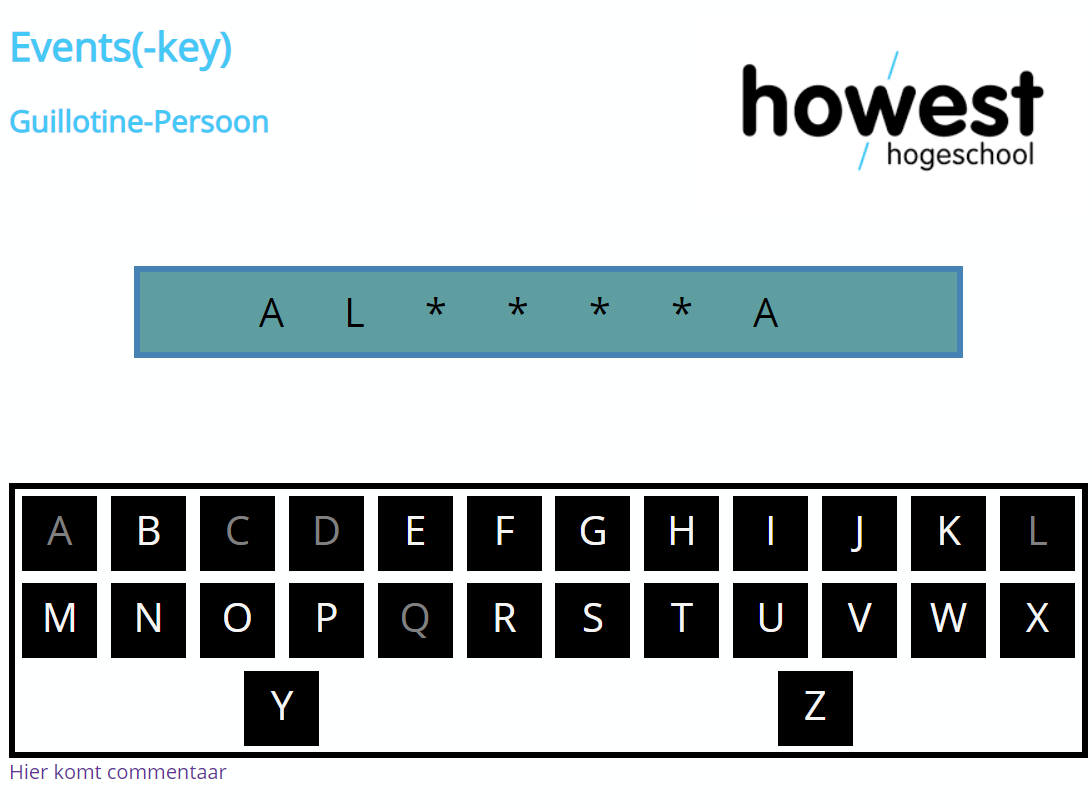 Events(-key)
Guillotine-Persoon
howest
hogeschool
A L * * * * A
A B C D E F G H I J K L
M N O P Q R S T U V W X
Y Z
Hier komt commentaar